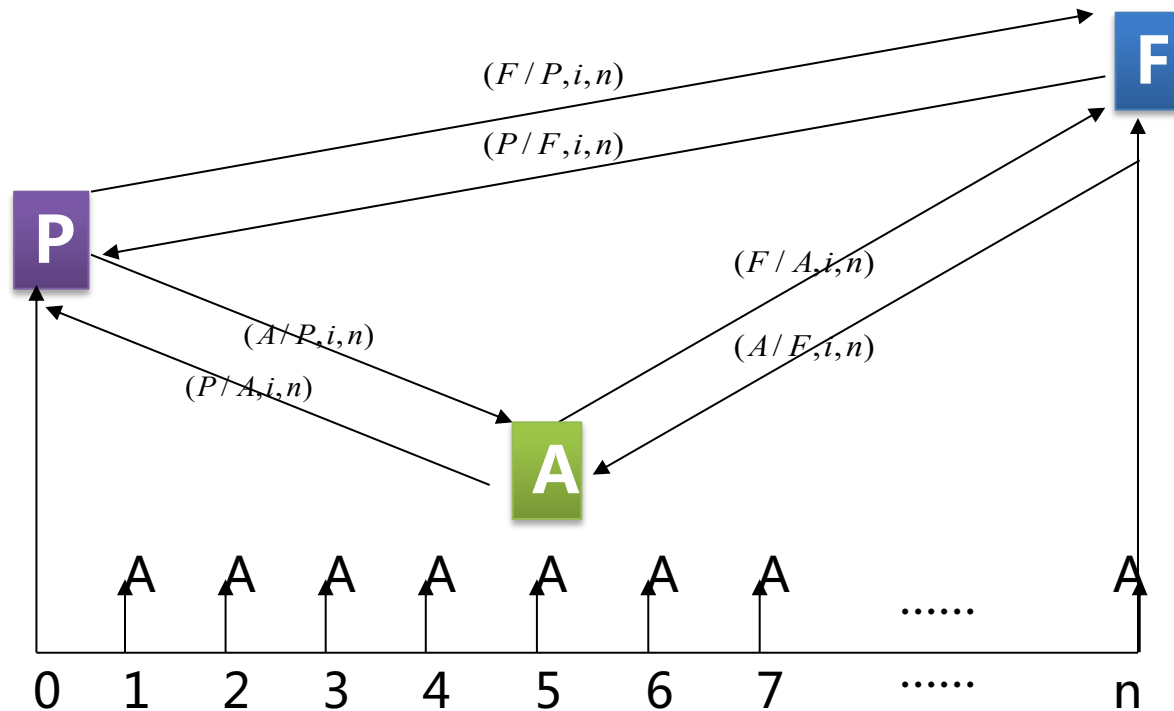 F
(F / P, i, n)
(P / F, i, n)
P
(F / A, i, n)
(A / P, i, n)
(A / F, i, n)
(P / A, i, n)
A
A A A A A A A ...... A
0 1 2 3 4 5 6 7 ...... n